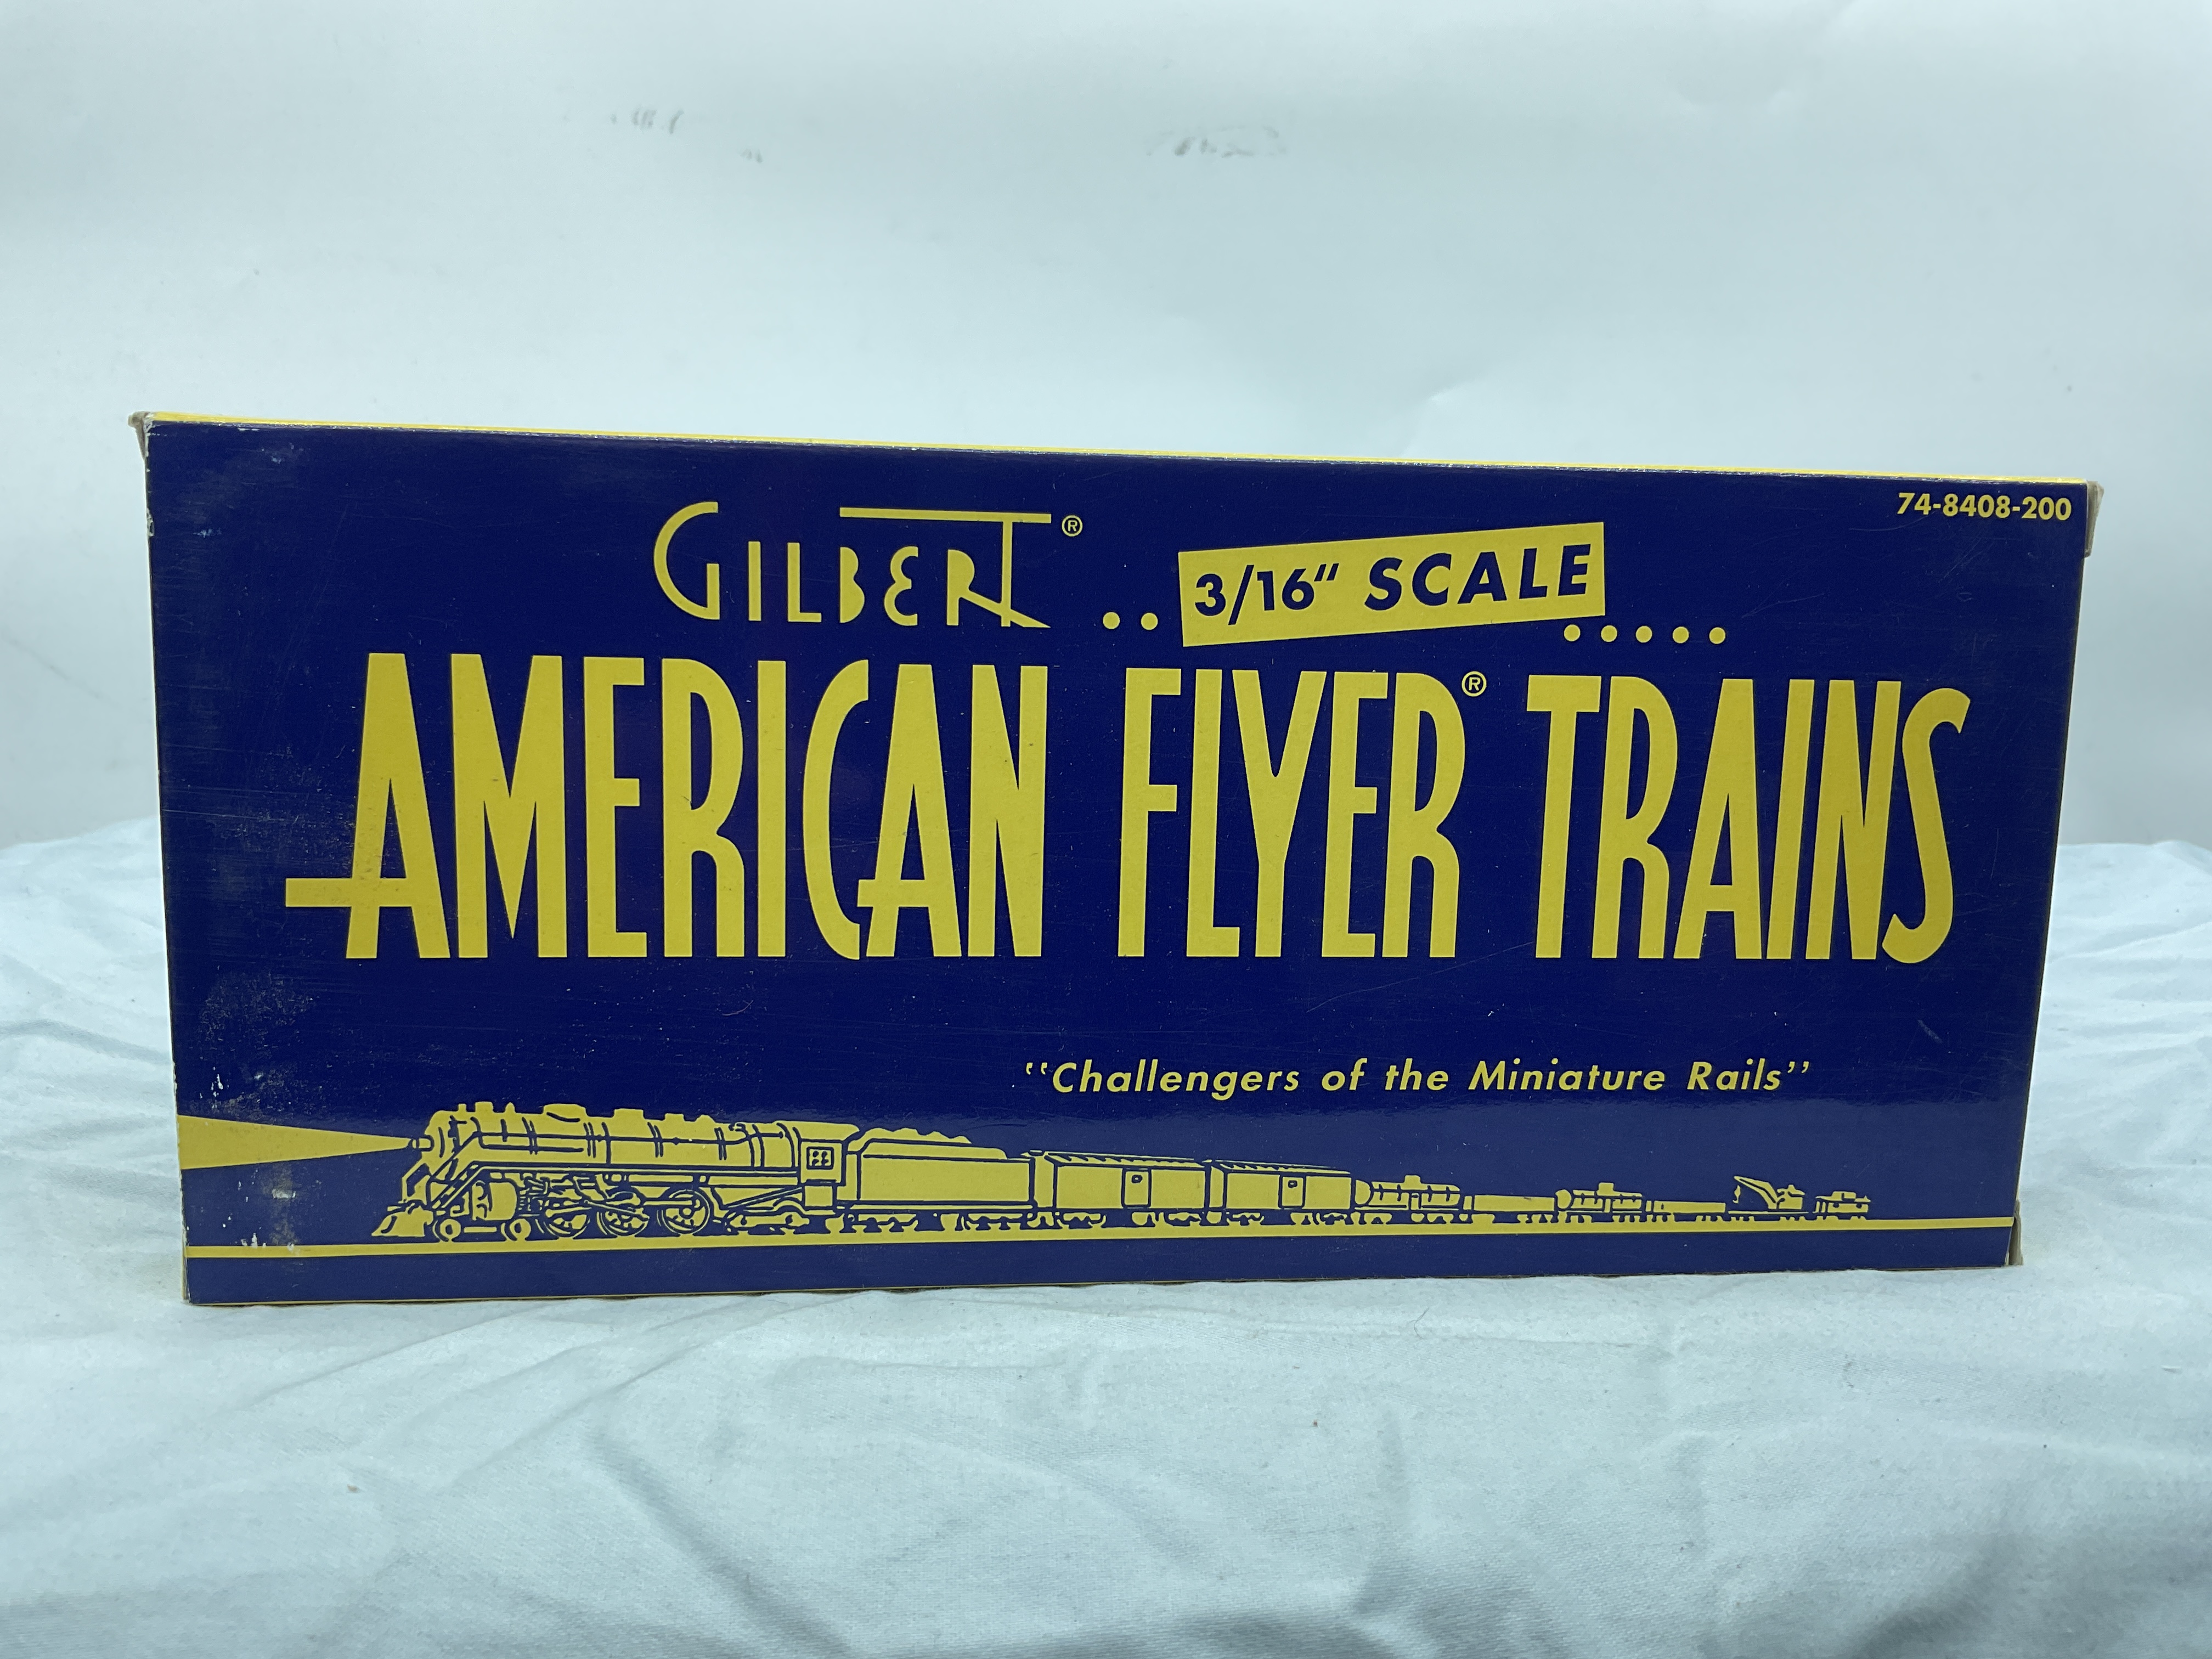 74-8408-200
GILBERT® .. 3/16" SCALE .....
AMERICAN FLYER® TRAINS
"Challengers of the Miniature Rails"